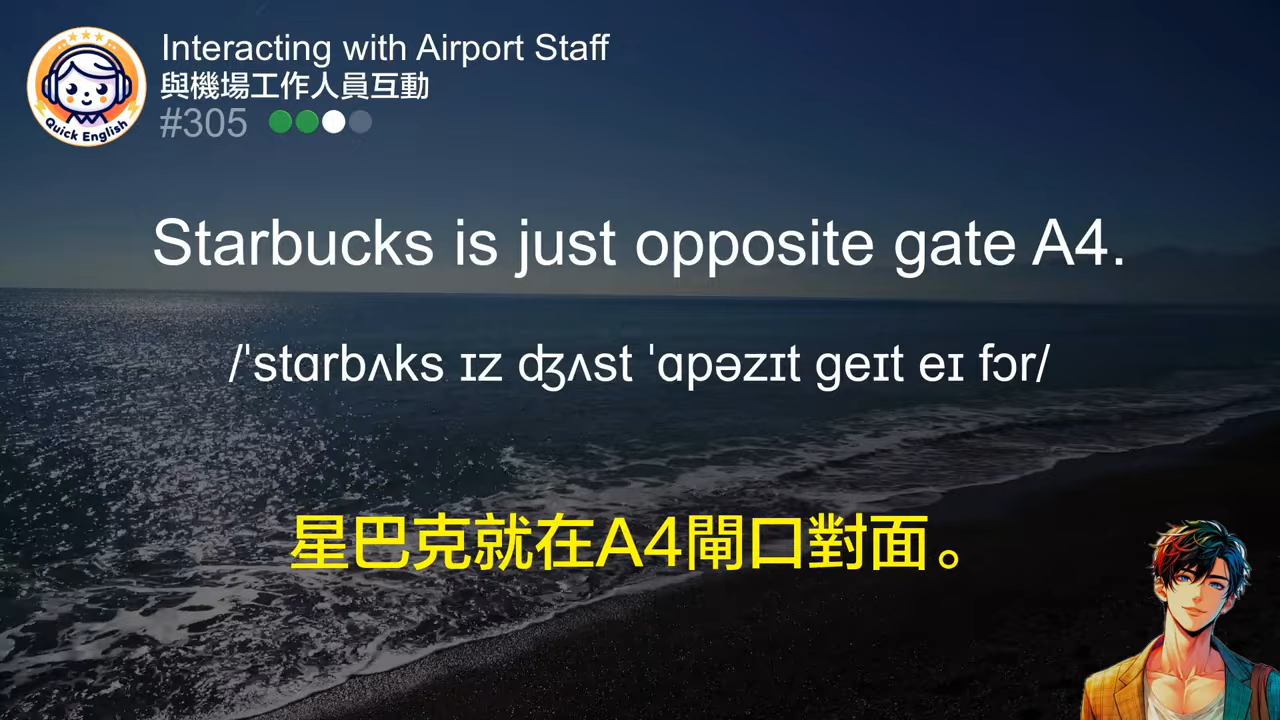 Interacting with Airport Staff
與機場工作人員互動
#305
Quick English
Starbucks is just opposite gate A4.
/ˈstɑrbʌks ɪz ʤʌst ˈɑpəzɪt geɪt eɪ fɔr/
星巴克就在A4閘口對面。